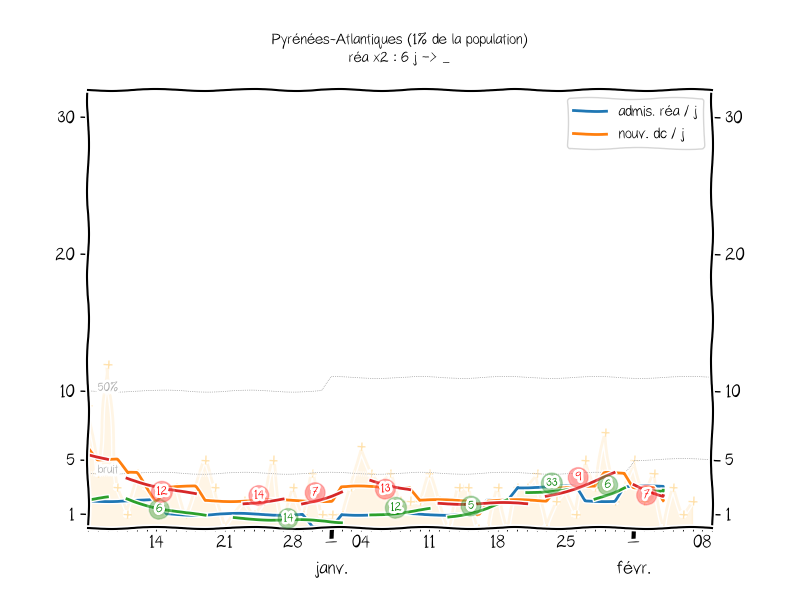 Pyrénées-Atlantiques (1% de la population)
réa x2 : 6 j -> _
admis. réa / j
nouv. dc / j
30 30
20 20
10 10
5 5
1 1
50%
bruit
12 6 14 14 7 13 12 5 33 9 6 7
14 21 28 04 11 18 25 08
janv. févr.